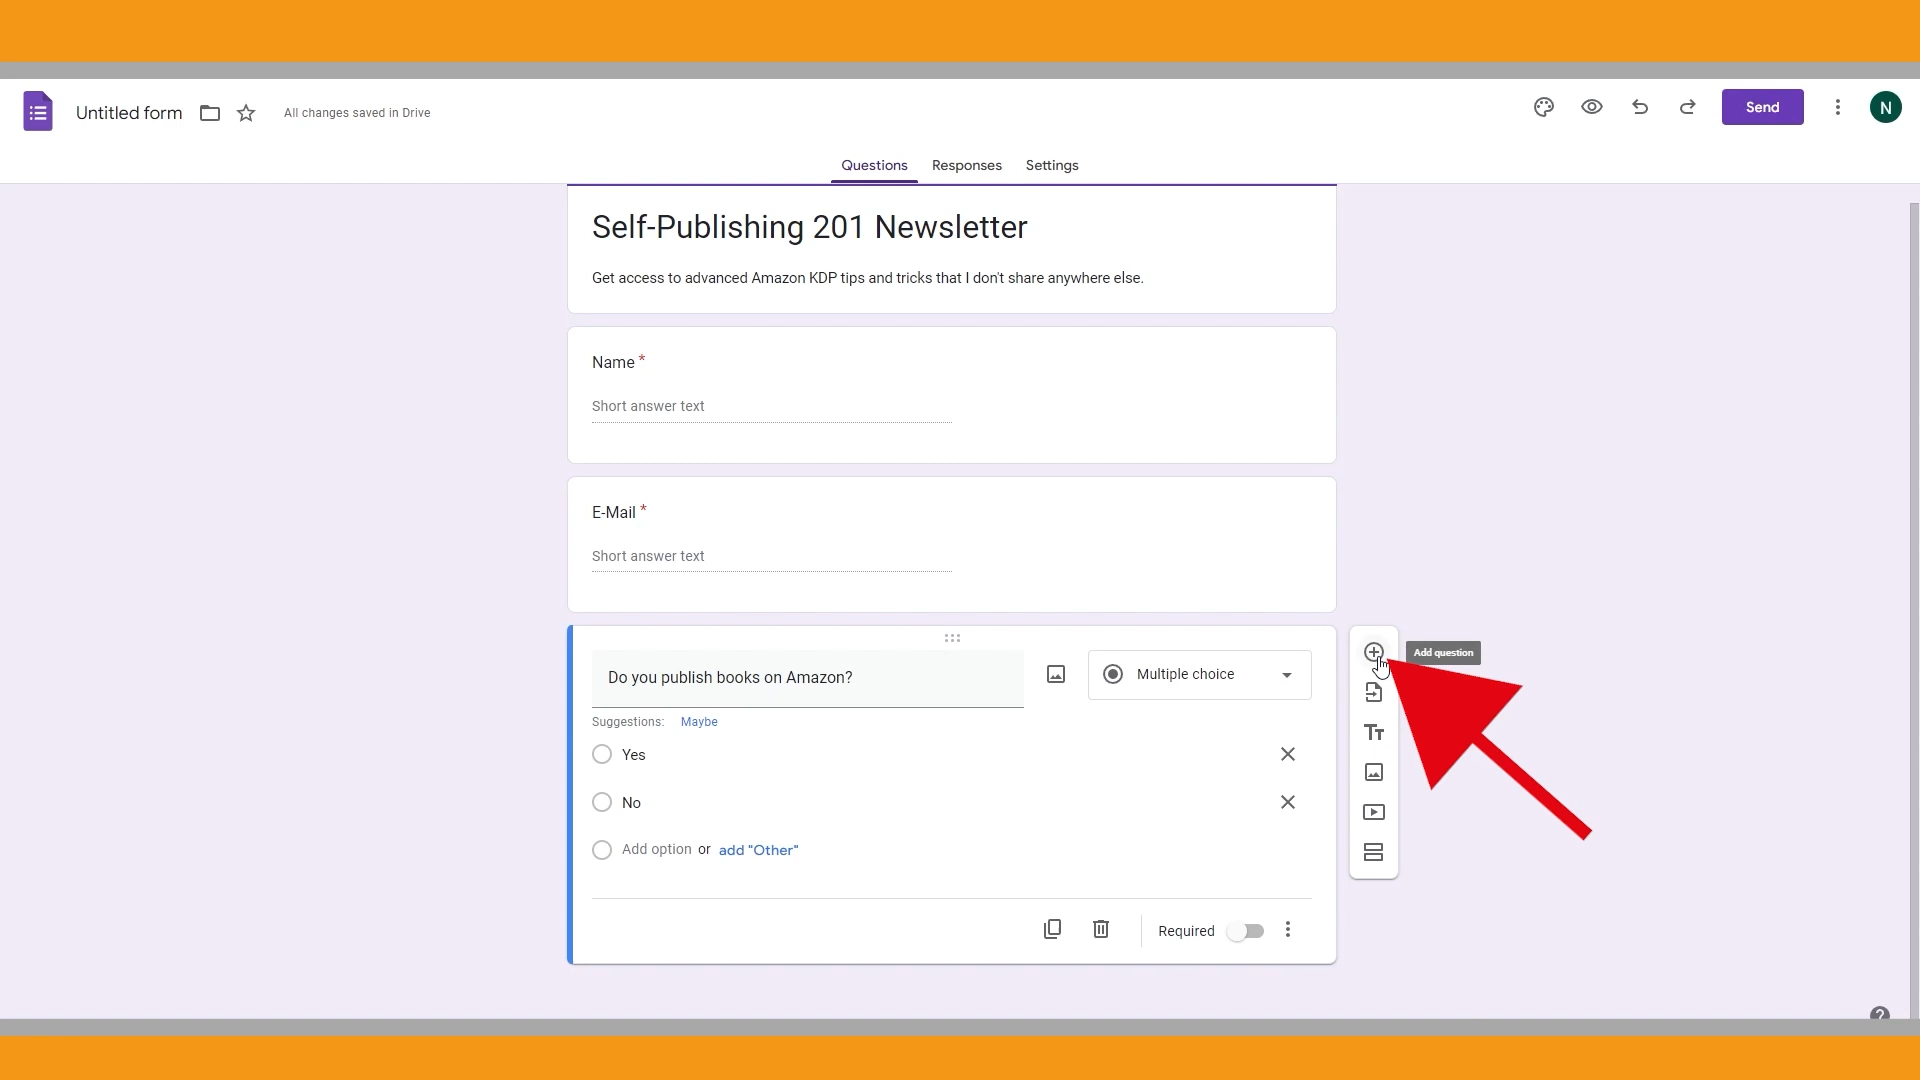 Untitled form
All changes saved in Drive
Send
N
Questions Responses Settings
Self-Publishing 201 Newsletter
Get access to advanced Amazon KDP tips and tricks that I don't share anywhere else.
Name *
Short answer text
E-Mail *
Short answer text
Do you publish books on Amazon?
Multiple choice
Add question
Suggestions: Maybe
Yes
No
Add option or add "Other"
Required
Tt
?